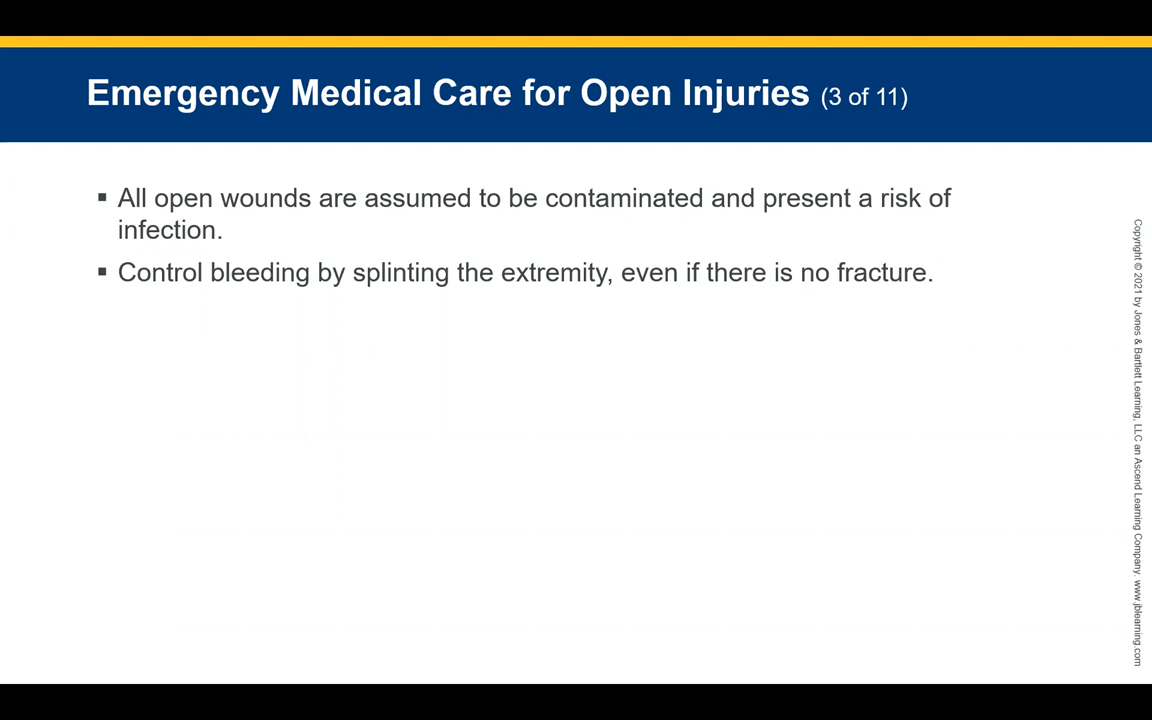 Emergency Medical Care for Open Injuries (3 of 11)
▪ All open wounds are assumed to be contaminated and present a risk of
infection.
▪ Control bleeding by splinting the extremity, even if there is no fracture.
Copyright © 2021 by Jones & Bartlett Learning, LLC an Ascend Learning Company. www.jblearning.com